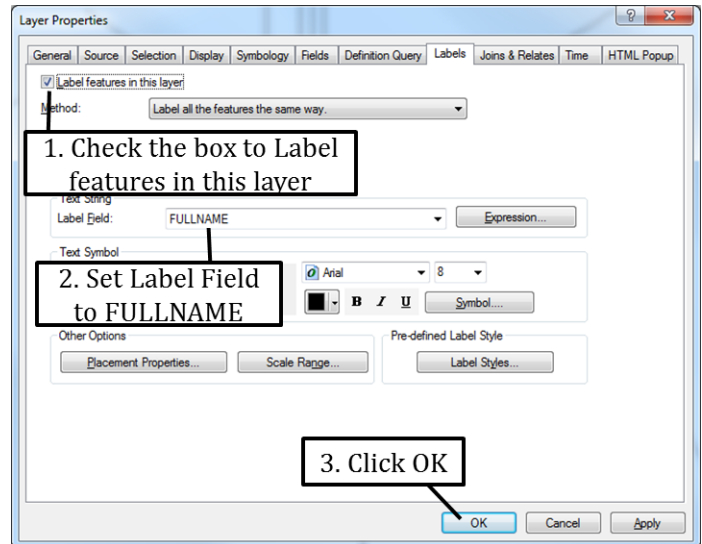 Layer Properties
General Source Selection Display Symbology Fields Definition Query Labels Joins & Relates Time HTML Popup
Label features in this layer
Method: Label all the features the same way.
1. Check the box to Label
features in this layer
Text String
Label Field: FULLNAME Expression...
Text Symbol
2. Set Label Field
to FULLNAME
Arial 8
B I U Symbol....
Other Options Pre-defined Label Style
Placement Properties... Scale Range... Label Styles...
3. Click OK
OK Cancel Apply